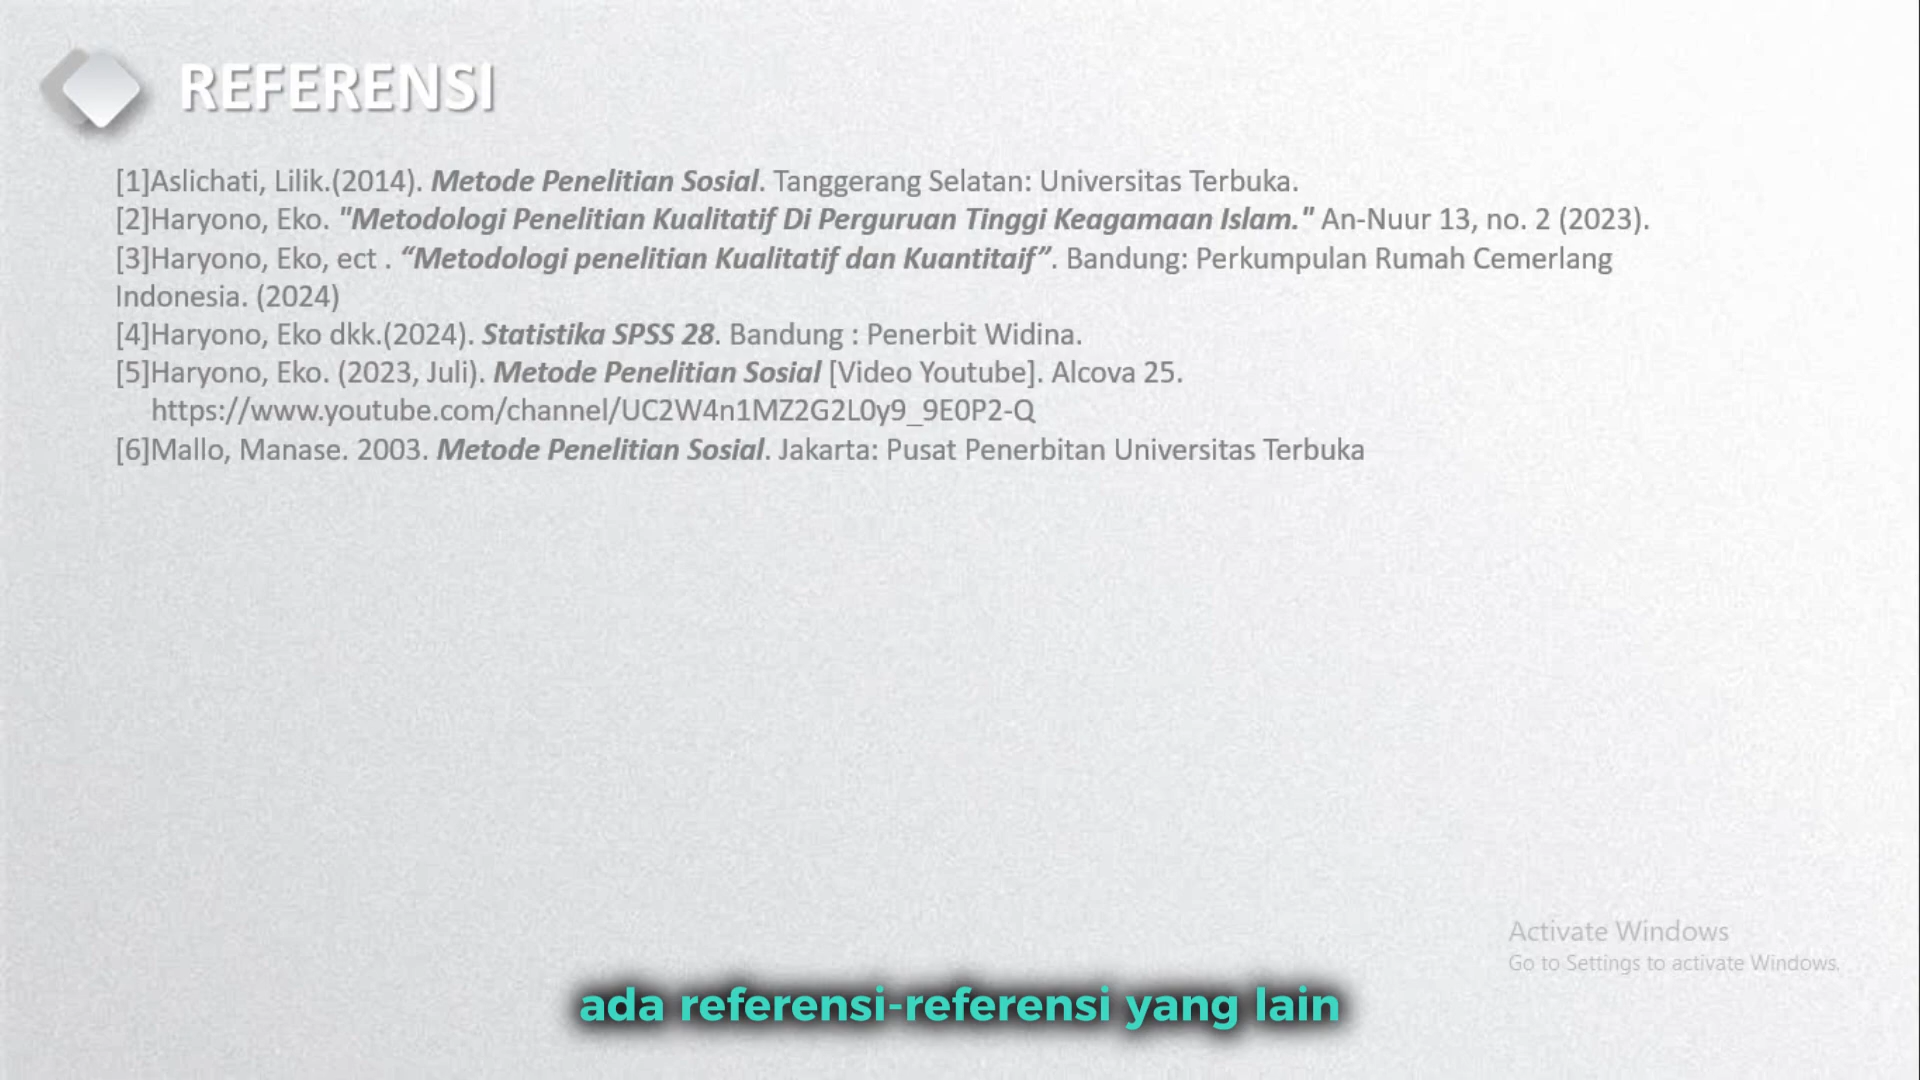 REFERENSI
[1]Aslichati, Lilik.(2014). Metode Penelitian Sosial. Tanggerang Selatan: Universitas Terbuka.
[2]Haryono, Eko. "Metodologi Penelitian Kualitatif Di Perguruan Tinggi Keagamaan Islam." An-Nuur 13, no. 2 (2023).
[3]Haryono, Eko, ect . “Metodologi penelitian Kualitatif dan Kuantitaif”. Bandung: Perkumpulan Rumah Cemerlang
Indonesia. (2024)
[4]Haryono, Eko dkk.(2024). Statistika SPSS 28. Bandung : Penerbit Widina.
[5]Haryono, Eko. (2023, Juli). Metode Penelitian Sosial [Video Youtube]. Alcova 25.
https://www.youtube.com/channel/UC2W4n1MZ2G2L0y9_9E0P2-Q
[6]Mallo, Manase. 2003. Metode Penelitian Sosial. Jakarta: Pusat Penerbitan Universitas Terbuka
Activate Windows
Go to Settings to activate Windows.
ada referensi-referensi yang lain